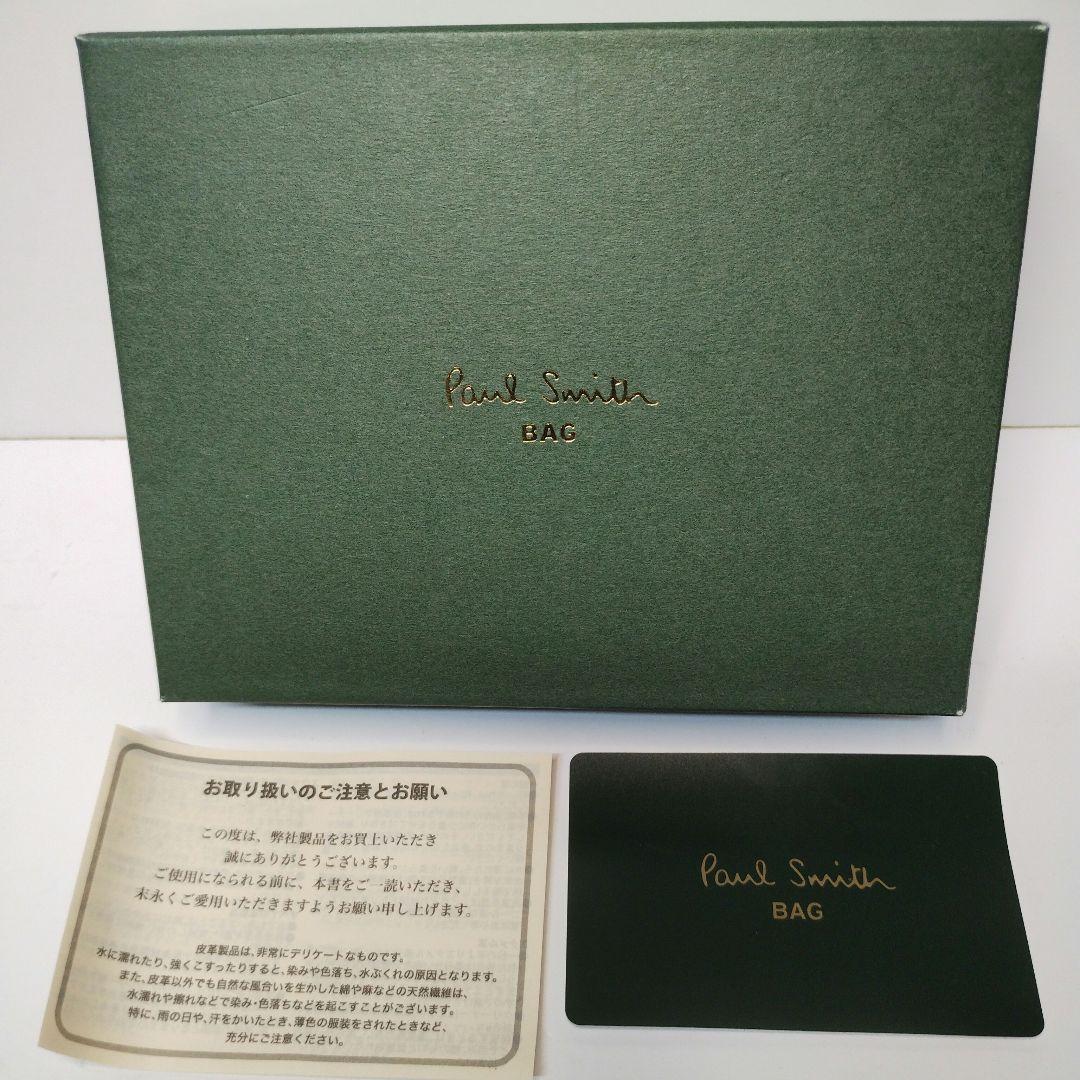 Paul Smith
BAG
お取り扱いのご注意とお願い
この度は、弊社製品をお買上いただき
誠にありがとうございます。
ご使用になられる前に、本書をご一読いただき、
末永くご愛用いただきますようお願い申し上げます。
皮革製品は、非常にデリケートなものです。
水に濡れたり、強くこすったりすると、染みや色落ち、水ぶくれの原因となります。
また、皮革以外でも自然な風合いを生かした綿や麻などの天然繊維は、
水濡れや擦れなどで染み・色落ちなどを起こすことがございます。
特に、雨の日や、汗をかいたとき、薄色の服装をされたときなど、
充分にご注意ください。
Paul Smith
BAG